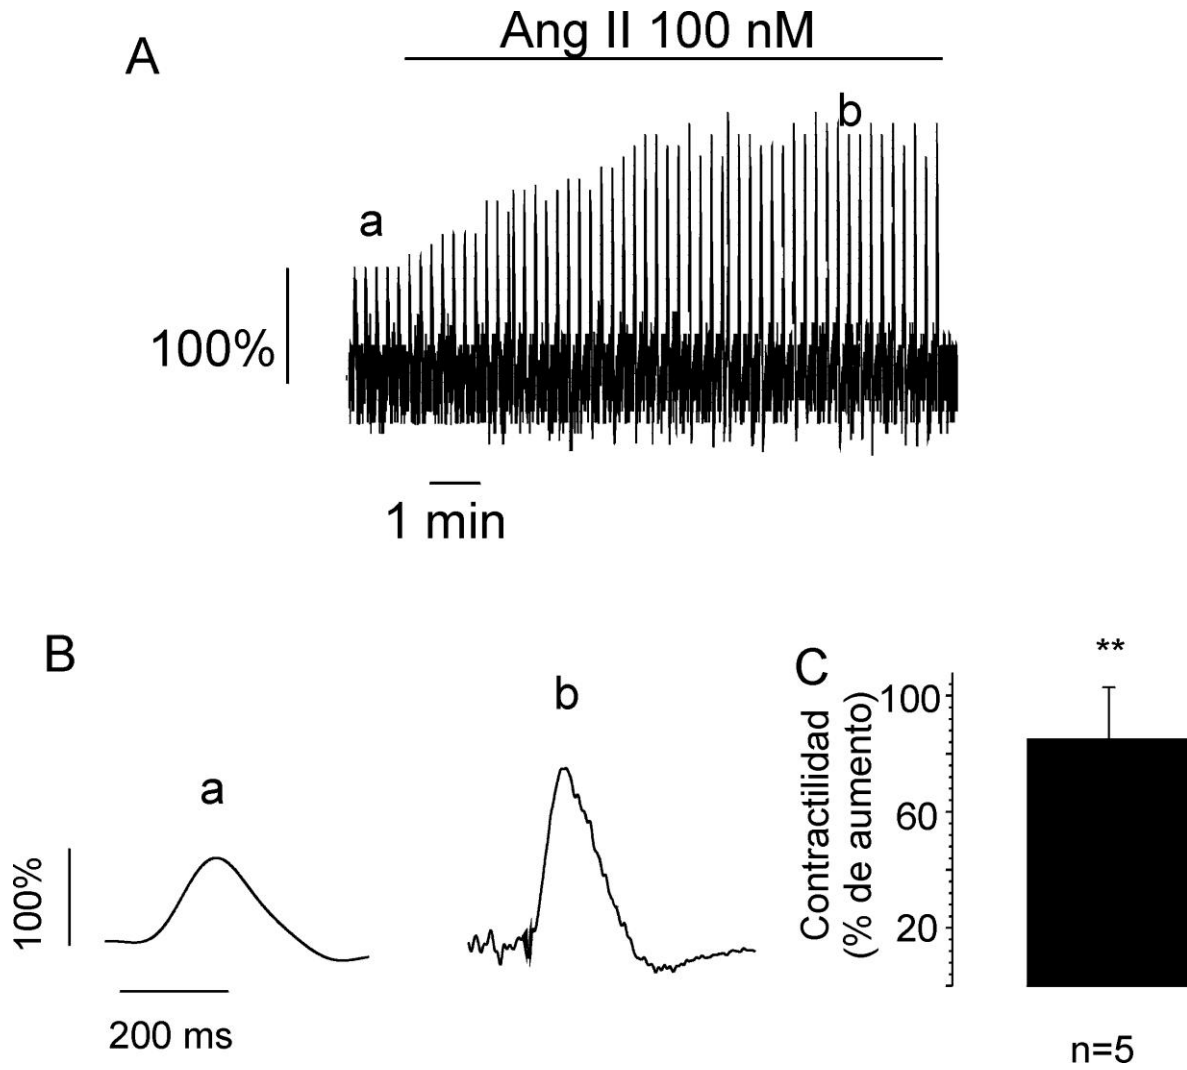 A
Ang II 100 nM
a
b
100%
1 min
B
a
b
100%
200 ms
C
**
Contractilidad
(% de aumento)
100
60
20
n=5